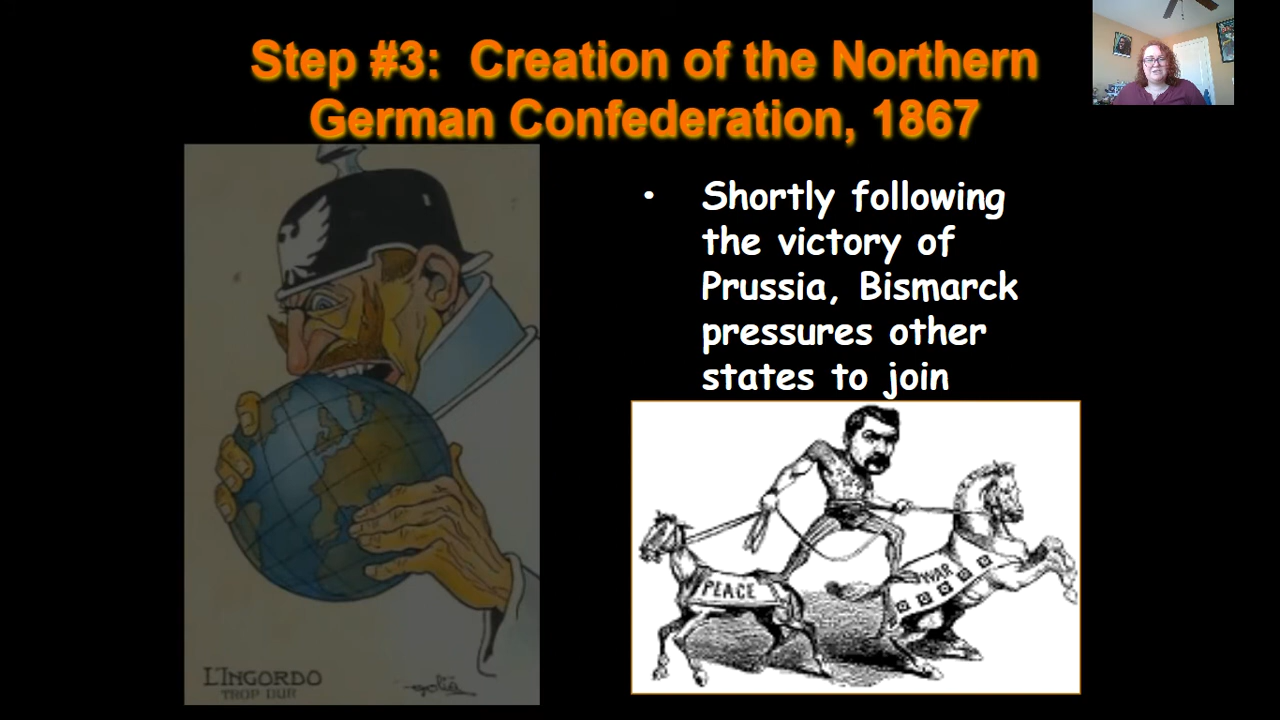 Step #3: Creation of the Northern
German Confederation, 1867
• Shortly following
the victory of
Prussia, Bismarck
pressures other
states to join
PEACE
WAR
L'INGORDO
TROP DUR
golia